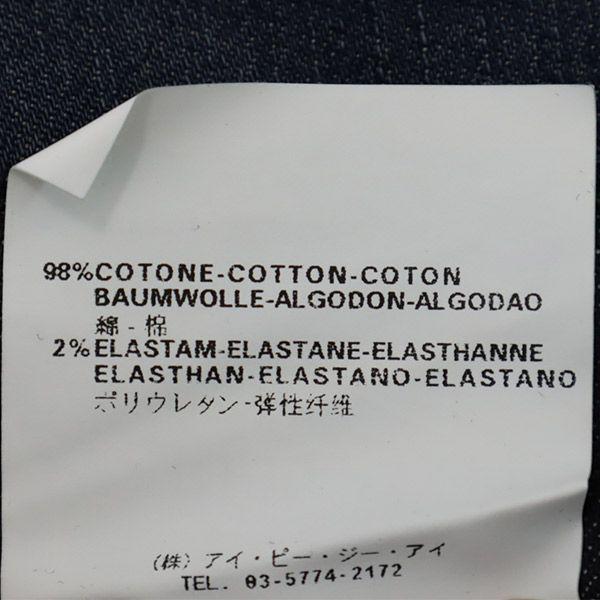 98%COTONE-COTTON-COTON
BAUMWOLLE-ALGODON-ALGODAO
綿 - 棉
2%ELASTAM-ELASTANE-ELASTHANNE
ELASTHAN-ELASTANO-ELASTANO
ポリウレタン-弹性纤维
(株) アイ・ピー・ジー・アイ
TEL. 03-5774-2172